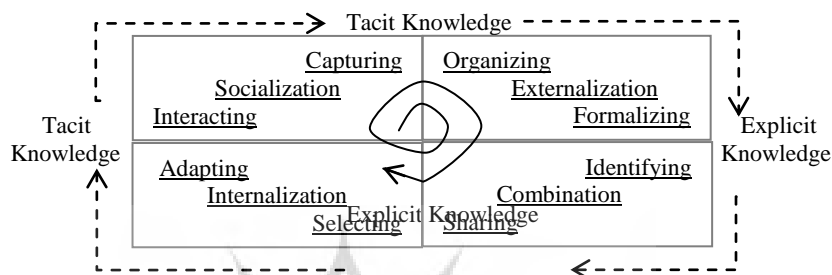 Tacit Knowledge
Capturing
Organizing
Socialization
Externalization
Interacting
Formalizing
Tacit
Knowledge
Explicit
Knowledge
Adapting
Identifying
Internalization
Combination
Explicit Knowledge
Selecting
Sharing